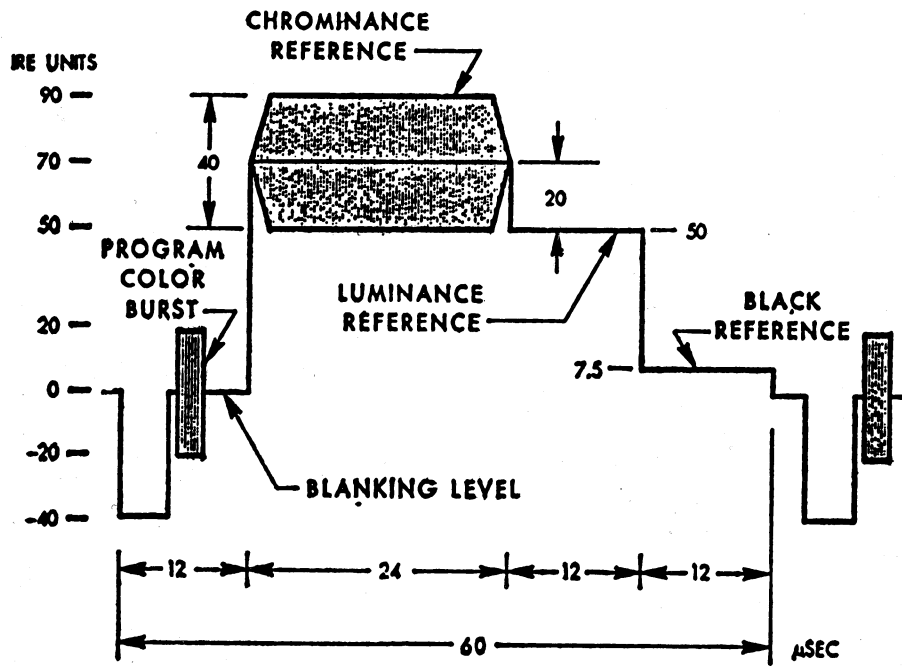 CHROMINANCE
REFERENCE
IRE UNITS
90
70
50
20
0
-20
-40
40
20
50
PROGRAM
COLOR
BURST
LUMINANCE
REFERENCE
BLACK
REFERENCE
7.5
BLANKING LEVEL
12
24
12
12
60
μSEC